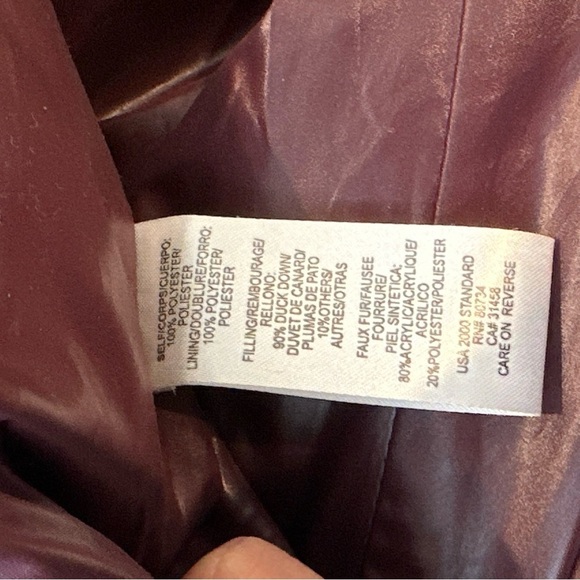 SELF/CORPS/CUERPO:
100% POLYESTER/
POLIESTER
LINING/DOUBLURE/FORRO:
100% POLYESTER/
POLIESTER
FILLING/REMBOURAGE/
RELLONO:
90% DUCK DOWN/
DUVET DE CANARD/
PLUMAS DE PATO
10%OTHERS/
AUTRES/OTRAS
FAUX FUR/FAUSEE
FOURRURE/
PIEL SINTETICA:
80%ACRYLIC/ACRYLIQUE/
ACRILICO
20%POLYESTER/POLIESTER
USA 2000 STANDARD
RN# 80734
CA# 31458
CARE ON REVERSE